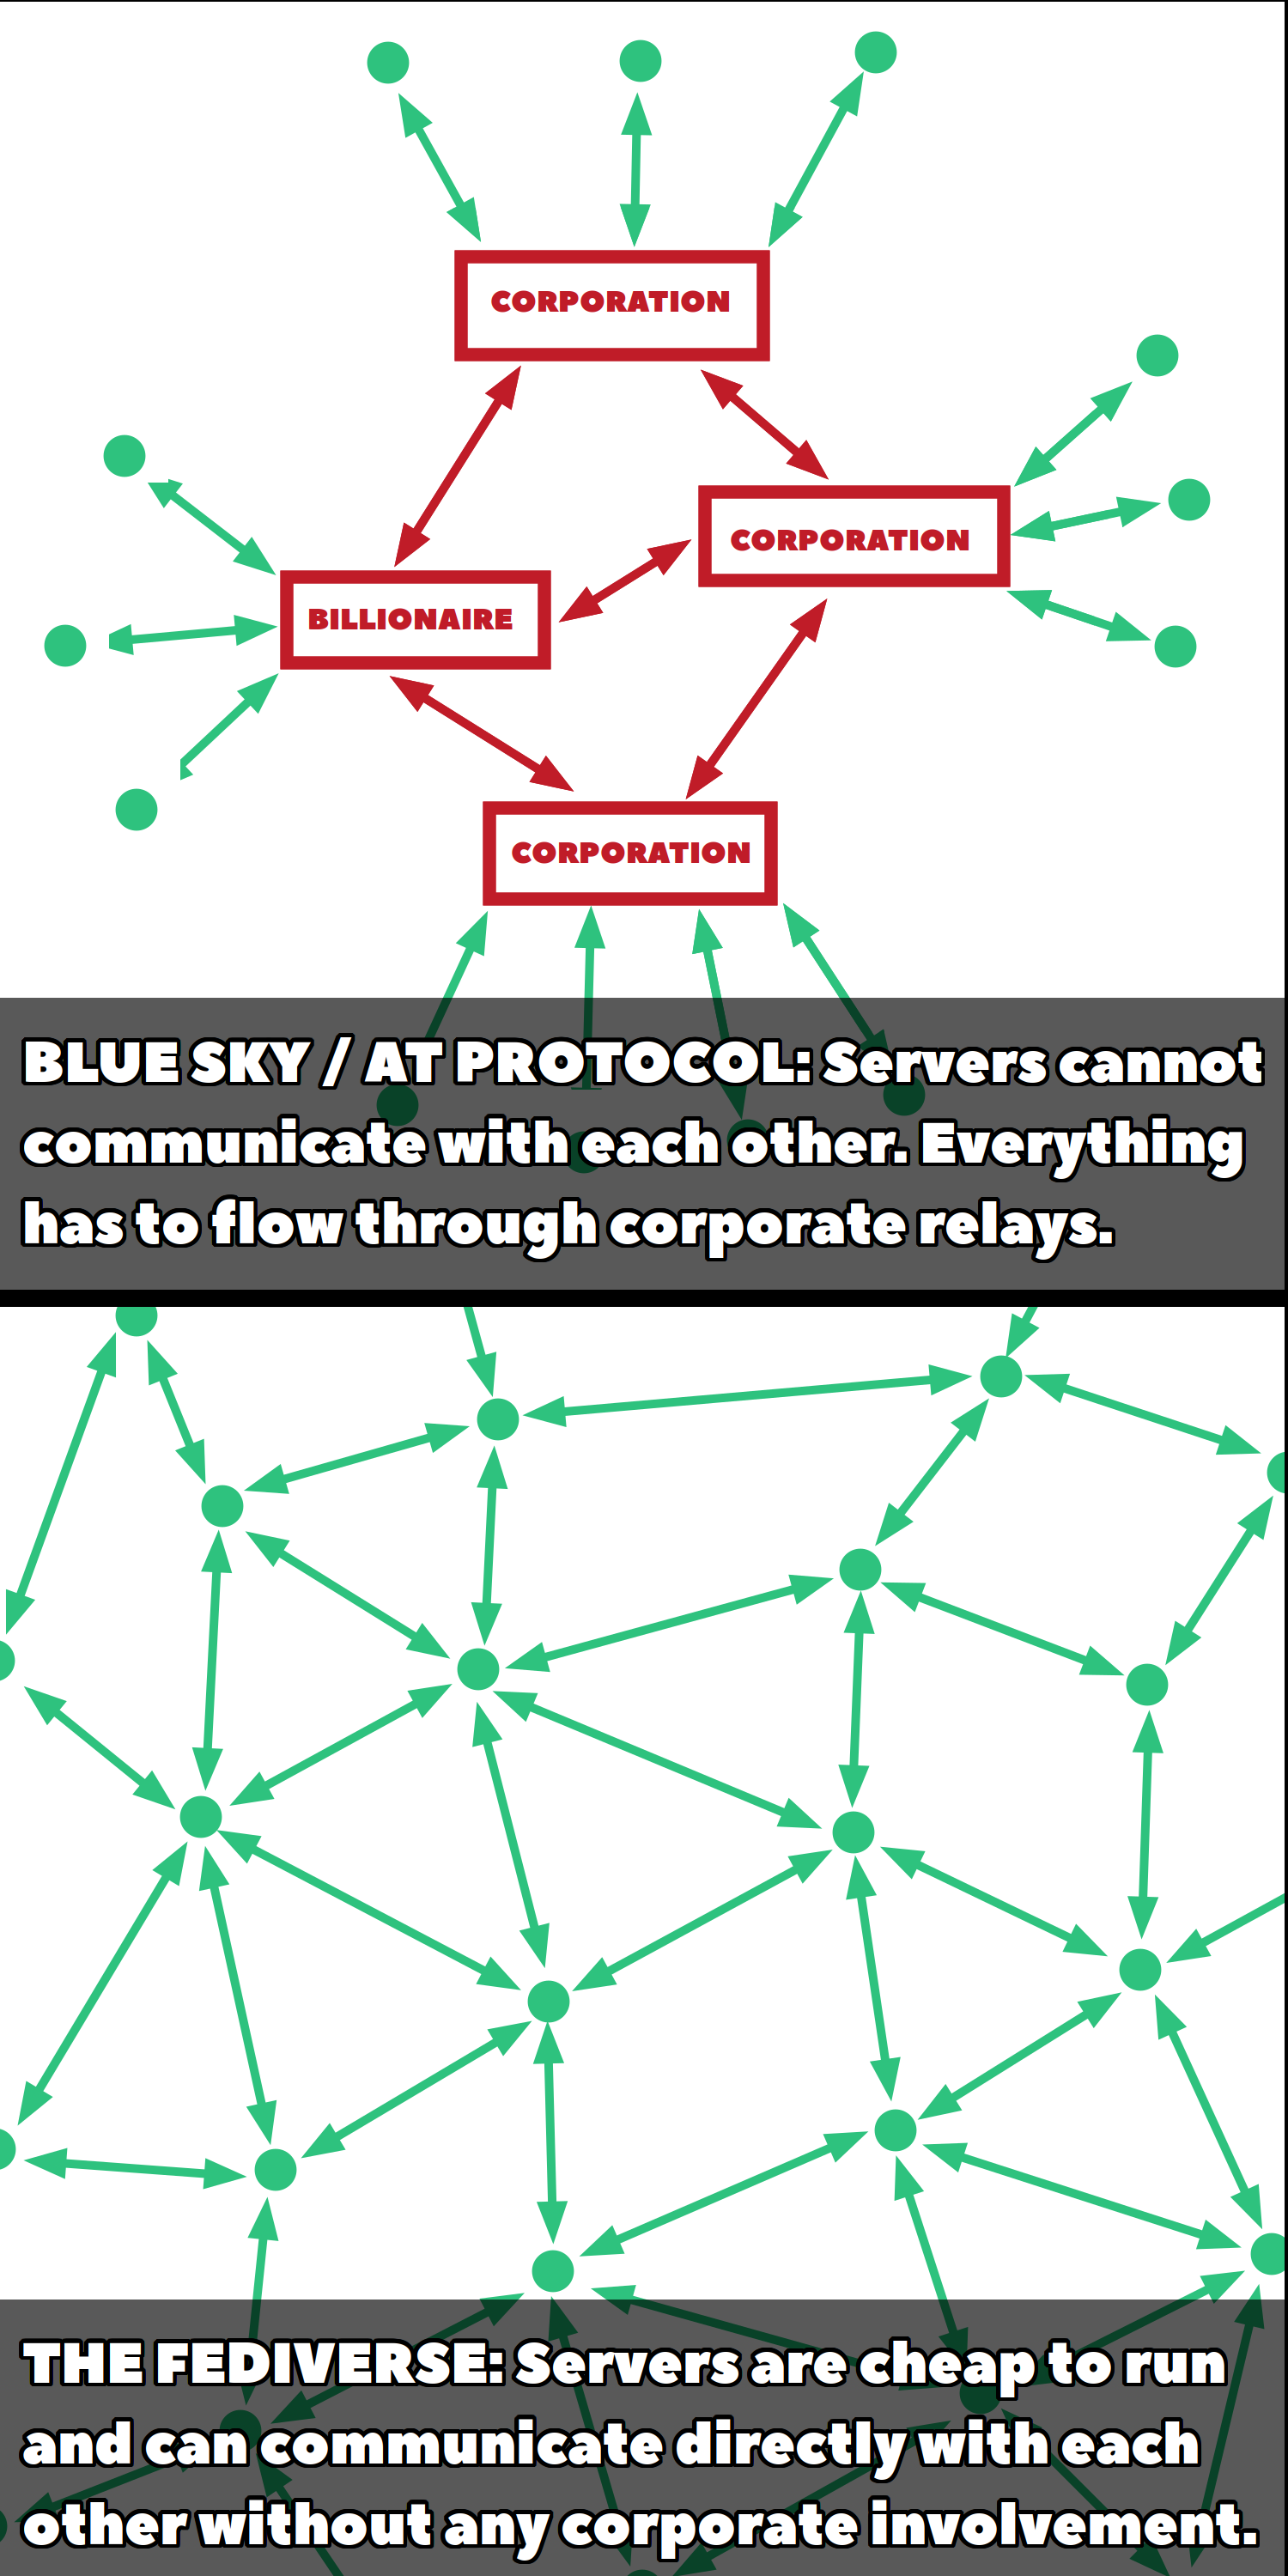 CORPORATION
CORPORATION
BILLIONAIRE
CORPORATION
BLUE SKY / AT PROTOCOL: Servers cannot
communicate with each other. Everything
has to flow through corporate relays.
THE FEDIVERSE: Servers are cheap to run
and can communicate directly with each
other without any corporate involvement.